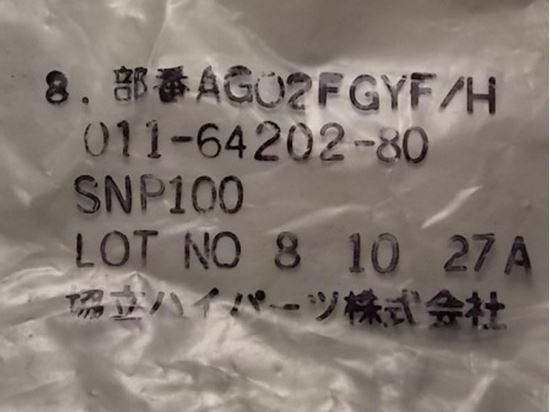 8. 部番AG02FGYF/H
011-64202-80
SNP100
LOT NO 8 10 27A
協立ハイパーツ株式会社